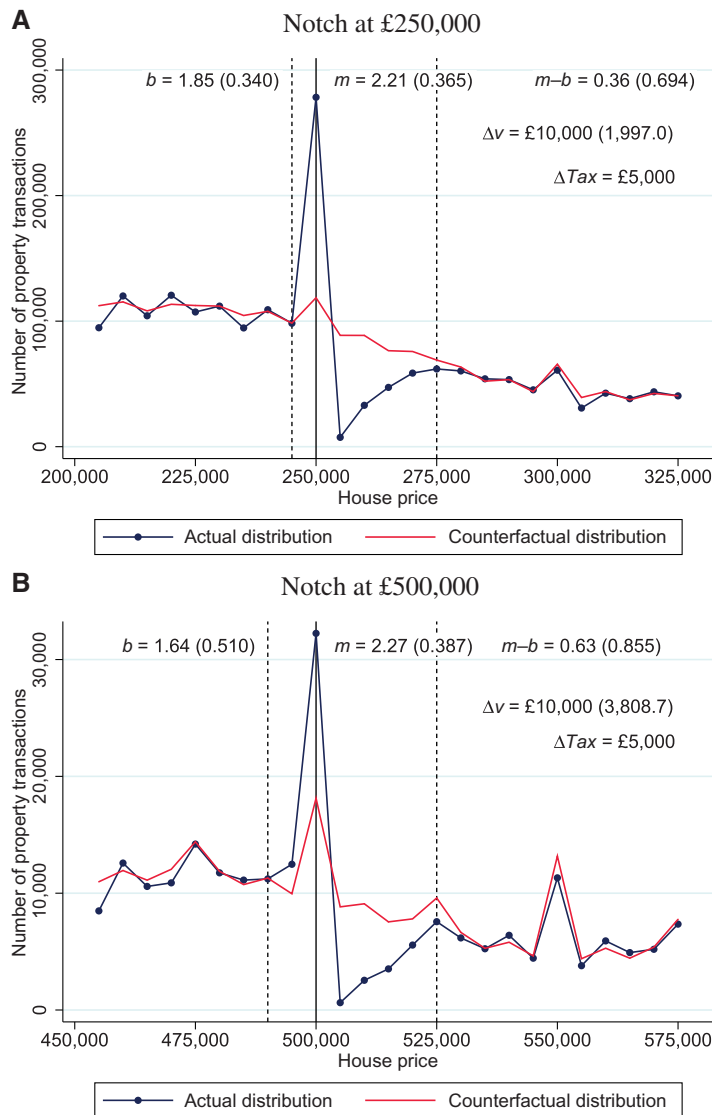 A
Notch at £250,000
b = 1.85 (0.340) m = 2.21 (0.365) m–b = 0.36 (0.694)
Δv = £10,000 (1,997.0)
ΔTax = £5,000
Number of property transactions
300,000
200,000
100,000
0
200,000 225,000 250,000 275,000 300,000 325,000
House price
Actual distribution Counterfactual distribution
B
Notch at £500,000
b = 1.64 (0.510) m = 2.27 (0.387) m–b = 0.63 (0.855)
Δv = £10,000 (3,808.7)
ΔTax = £5,000
Number of property transactions
30,000
20,000
10,000
0
450,000 475,000 500,000 525,000 550,000 575,000
House price
Actual distribution Counterfactual distribution